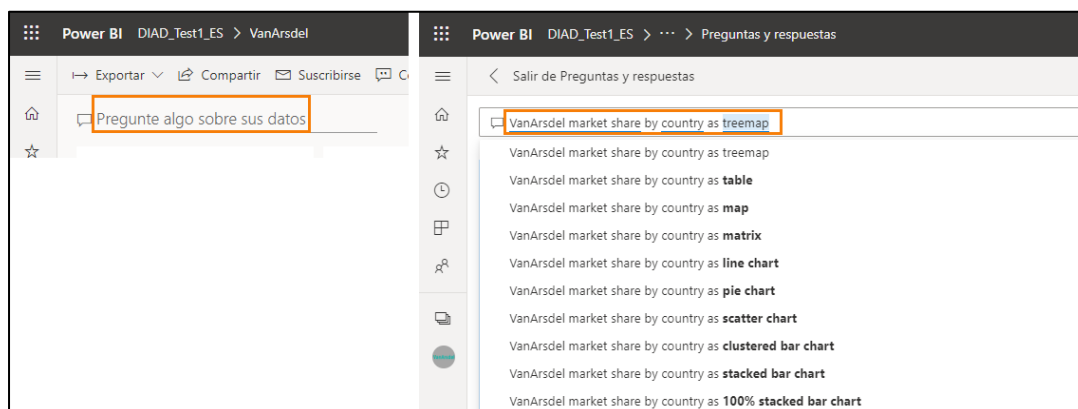 Power BI DIAD_Test1_ES > VanArsdel
Exportar Compartir Suscribirse
Pregunte algo sobre sus datos
Power BI DIAD_Test1_ES > ··· > Preguntas y respuestas
Salir de Preguntas y respuestas
VanArsdel market share by country as treemap
VanArsdel market share by country as treemap
VanArsdel market share by country as table
VanArsdel market share by country as map
VanArsdel market share by country as matrix
VanArsdel market share by country as line chart
VanArsdel market share by country as pie chart
VanArsdel market share by country as scatter chart
VanArsdel market share by country as clustered bar chart
VanArsdel market share by country as stacked bar chart
VanArsdel market share by country as 100% stacked bar chart